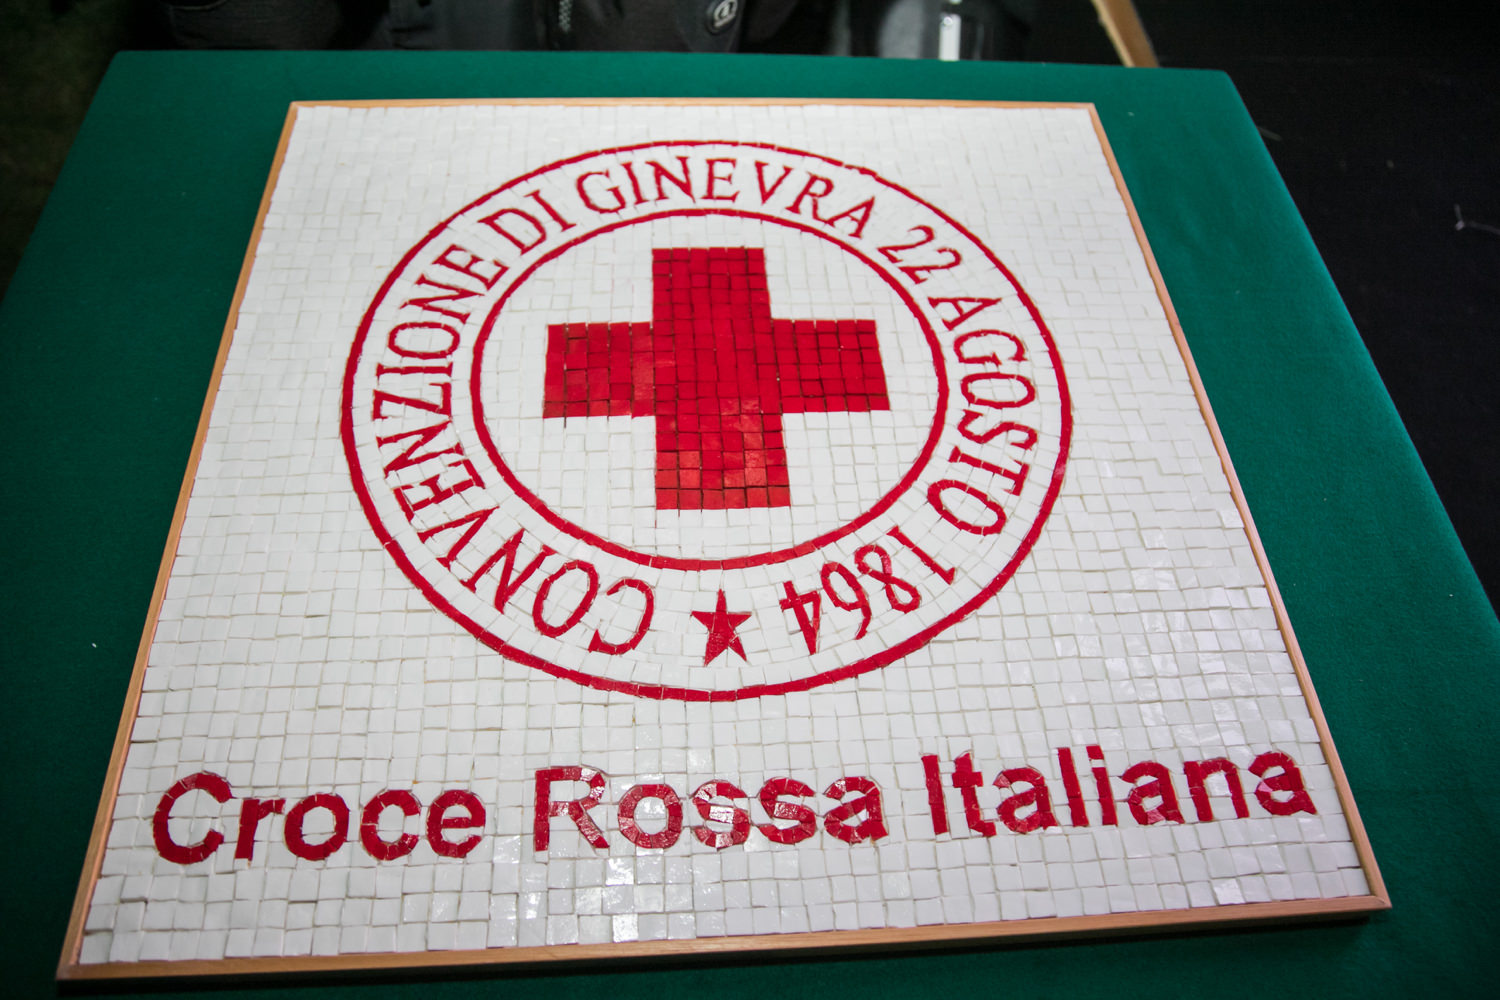 CONVENZIONE DI GINEVRA 22 AGOSTO 1864
Croce Rossa Italiana